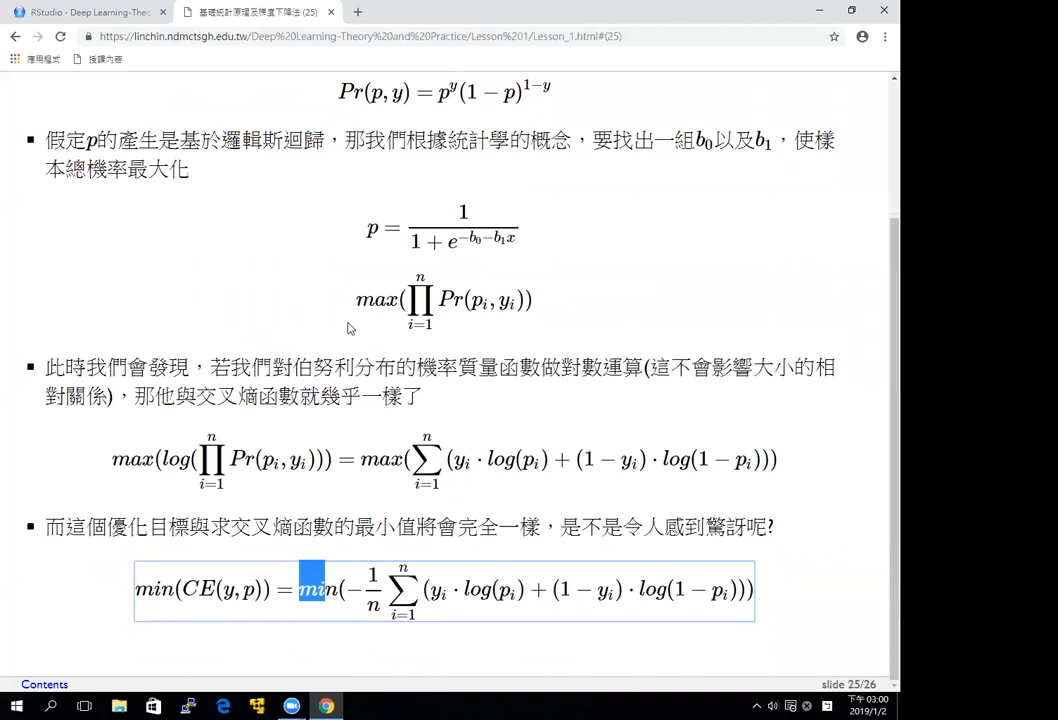 RStudio - Deep Learning-Theo
基礎統計原理及梯度下降法 (25)
https://linchin.ndmctsgh.edu.tw/Deep%20Learning-Theory%20and%20Practice/Lesson%201/Lesson_1.html#(25)
應用程式 授課內容
Pr(p, y) = p^y(1 − p)^{1−y}
▪ 假定p的產生是基於邏輯斯迴歸，那我們根據統計學的概念，要找出一組b₀以及b₁，使樣
本總機率最大化
p = \frac{1}{1 + e^{−b₀−b₁x}}
max(∏_{i=1}^{n} Pr(pᵢ, yᵢ))
▪ 此時我們會發現，若我們對伯努利分布的機率質量函數做對數運算(這不會影響大小的相
對關係)，那他與交叉熵函數就幾乎一樣了
max(log(∏_{i=1}^{n} Pr(pᵢ, yᵢ))) = max(∑_{i=1}^{n} (yᵢ · log(pᵢ) + (1 − yᵢ) · log(1 − pᵢ)))
▪ 而這個優化目標與求交叉熵函數的最小值將會完全一樣，是不是令人感到驚訝呢?
min(CE(y, p)) = min(−\frac{1}{n} ∑_{i=1}^{n} (yᵢ · log(pᵢ) + (1 − yᵢ) · log(1 − pᵢ)))
Contents
slide 25/26
下午 03:00
2019/1/2